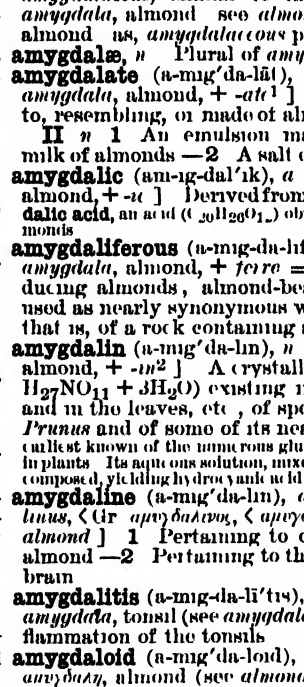 amygdala, almond see almo
almond as, amygdalaceous p
amygdalæ, n Plural of amy
amygdalate (a-mig′da-lāt),
amygdala, almond, + -ate1 ]
to, resembling, or made of al
II n 1 An emulsion ma
milk of almonds —2 A salt o
amygdalic (am-ig-dal′ik), a
almond, + -ic ] Derived from
dalic acid, an acid obt
monds
amygdaliferous (a-mig-da-lif
amygdala, almond, + ferre =
ducing almonds, almond-bea
used as nearly synonymous w
that is, of a rock containing
amygdalin (a-mig′da-lin), n
almond, + -in2 ] A crystall
H27NO11 + 3H2O) existing i
and in the leaves, etc , of spe
Prunus and of some of its nea
earliest known of the numerous glu
in plants Its aqueous solution, mixe
composed, yielding hydrocyanic acid
amygdaline (a-mig′da-lin), a
linus, < Gr ἀμυγδάλινος, <
almond ] 1 Pertaining to o
almond —2 Pertaining to th
brain
amygdalitis (a-mig-da-lī′tis),
amygdala, tonsil (see amygdala
flammation of the tonsils
amygdaloid (a-mig′da-loid),
almond (see almond